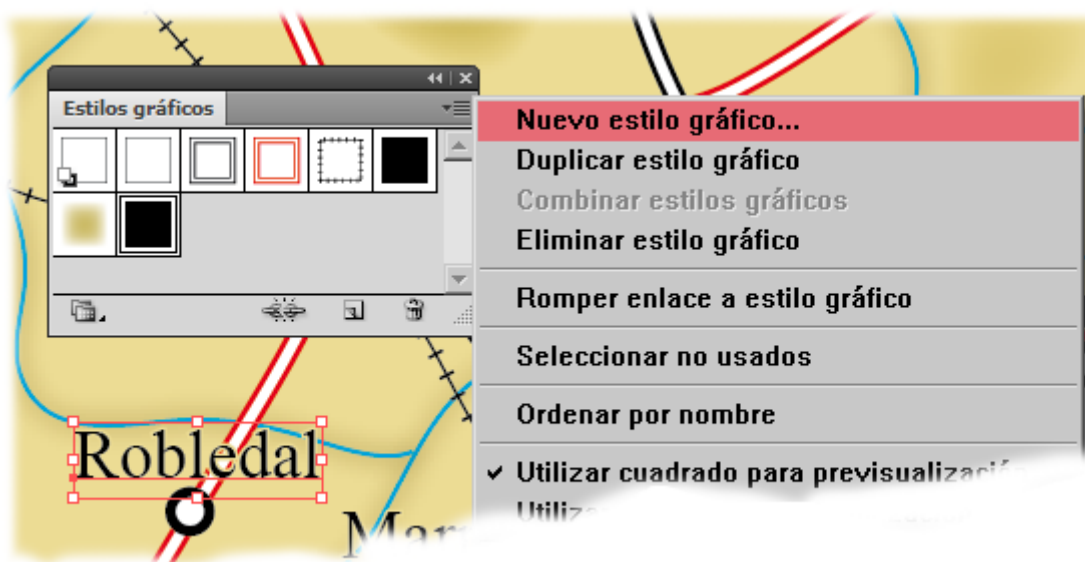 Estilos gráficos
Nuevo estilo gráfico...
Duplicar estilo gráfico
Combinar estilos gráficos
Eliminar estilo gráfico
Romper enlace a estilo gráfico
Seleccionar no usados
Ordenar por nombre
✓ Utilizar cuadrado para previsualización
Robledal